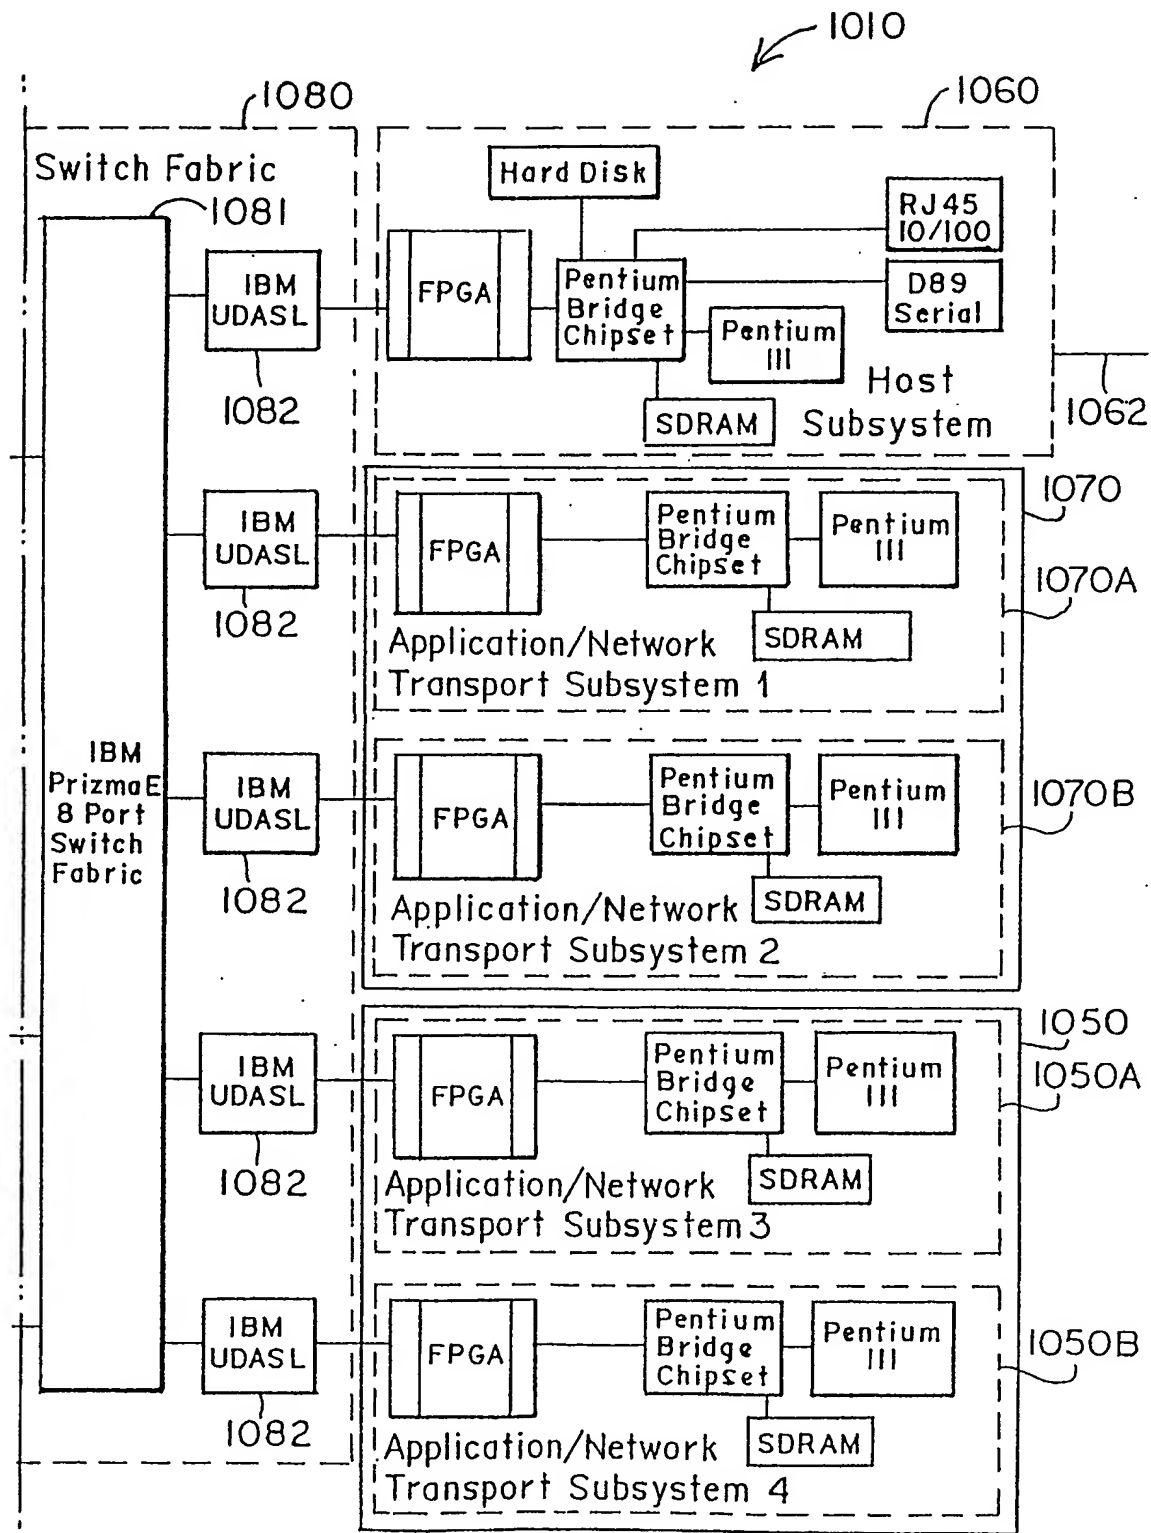 1010
1080
1060
Switch Fabric
1081
Hard Disk
RJ45
10/100
IBM
UDASL
FPGA
Pentium
Bridge
Chipset
D89
Serial
Pentium
III
1082
SDRAM
Host
Subsystem
1062
IBM
UDASL
1082
FPGA
Pentium
Bridge
Chipset
Pentium
III
1070
1070A
SDRAM
Application/Network
Transport Subsystem 1
IBM
PrizmaE
8 Port
Switch
Fabric
IBM
UDASL
1082
FPGA
Pentium
Bridge
Chipset
Pentium
III
1070B
SDRAM
Application/Network
Transport Subsystem 2
IBM
UDASL
1082
FPGA
Pentium
Bridge
Chipset
Pentium
III
1050
1050A
SDRAM
Application/Network
Transport Subsystem 3
IBM
UDASL
1082
FPGA
Pentium
Bridge
Chipset
Pentium
III
1050B
SDRAM
Application/Network
Transport Subsystem 4